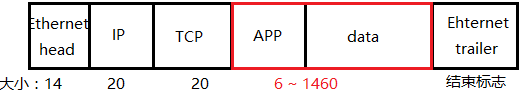 Ethernet head
IP
TCP
APP
data
Ehternet trailer
大小：14
20
20
6 ~ 1460
结束标志